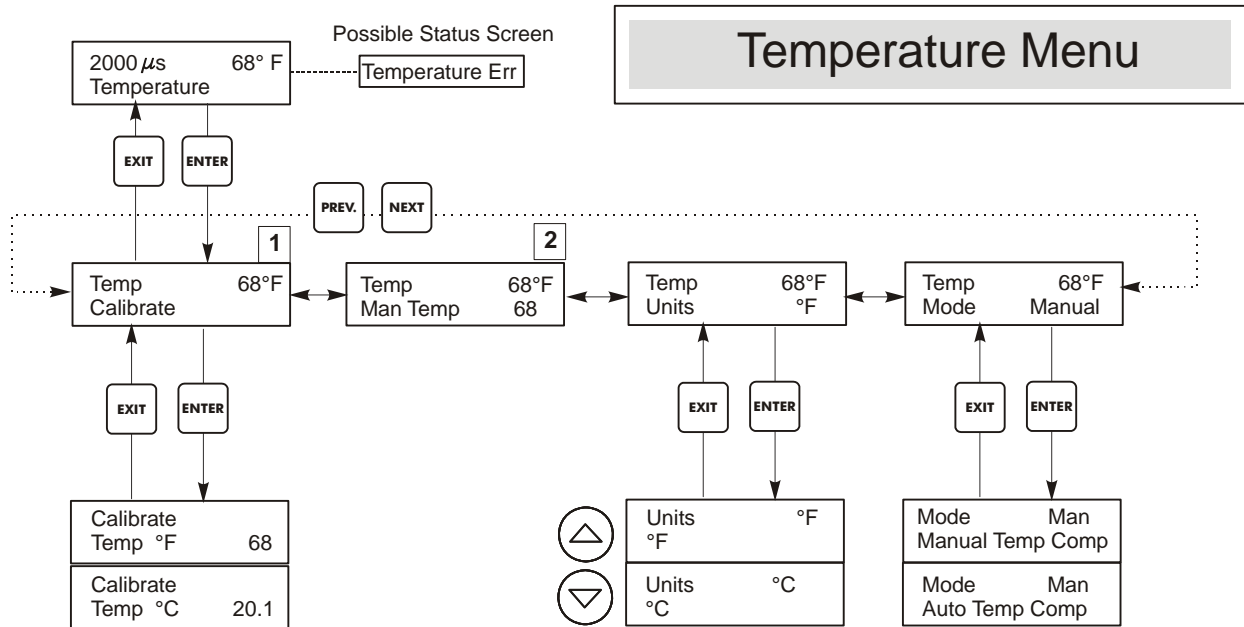 Temperature Menu
Possible Status Screen
2000 µs 68° F
Temperature
Temperature Err
EXIT
ENTER
PREV.
NEXT
1
2
Temp 68°F
Calibrate
Temp 68°F
Man Temp 68
Temp 68°F
Units °F
Temp 68°F
Mode Manual
EXIT
ENTER
EXIT
ENTER
EXIT
ENTER
Calibrate
Temp °F 68
Calibrate
Temp °C 20.1
Units °F
°F
Units °C
°C
Mode Man
Manual Temp Comp
Mode Man
Auto Temp Comp